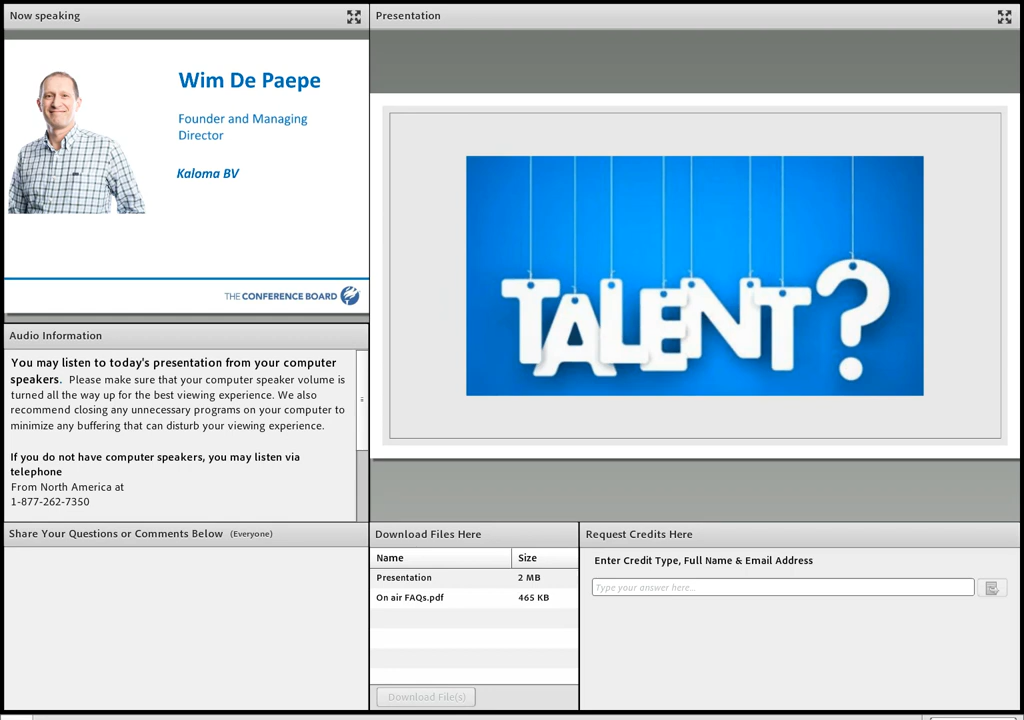 Now speaking
Wim De Paepe
Founder and Managing
Director
Kaloma BV
THE CONFERENCE BOARD
Audio Information
You may listen to today's presentation from your computer
speakers. Please make sure that your computer speaker volume is
turned all the way up for the best viewing experience. We also
recommend closing any unnecessary programs on your computer to
minimize any buffering that can disturb your viewing experience.
If you do not have computer speakers, you may listen via
telephone
From North America at
1-877-262-7350
Share Your Questions or Comments Below (Everyone)
Presentation
TALENT?
Download Files Here
Name Size
Presentation 2 MB
On air FAQs.pdf 465 KB
Download File(s)
Request Credits Here
Enter Credit Type, Full Name & Email Address
Type your answer here...